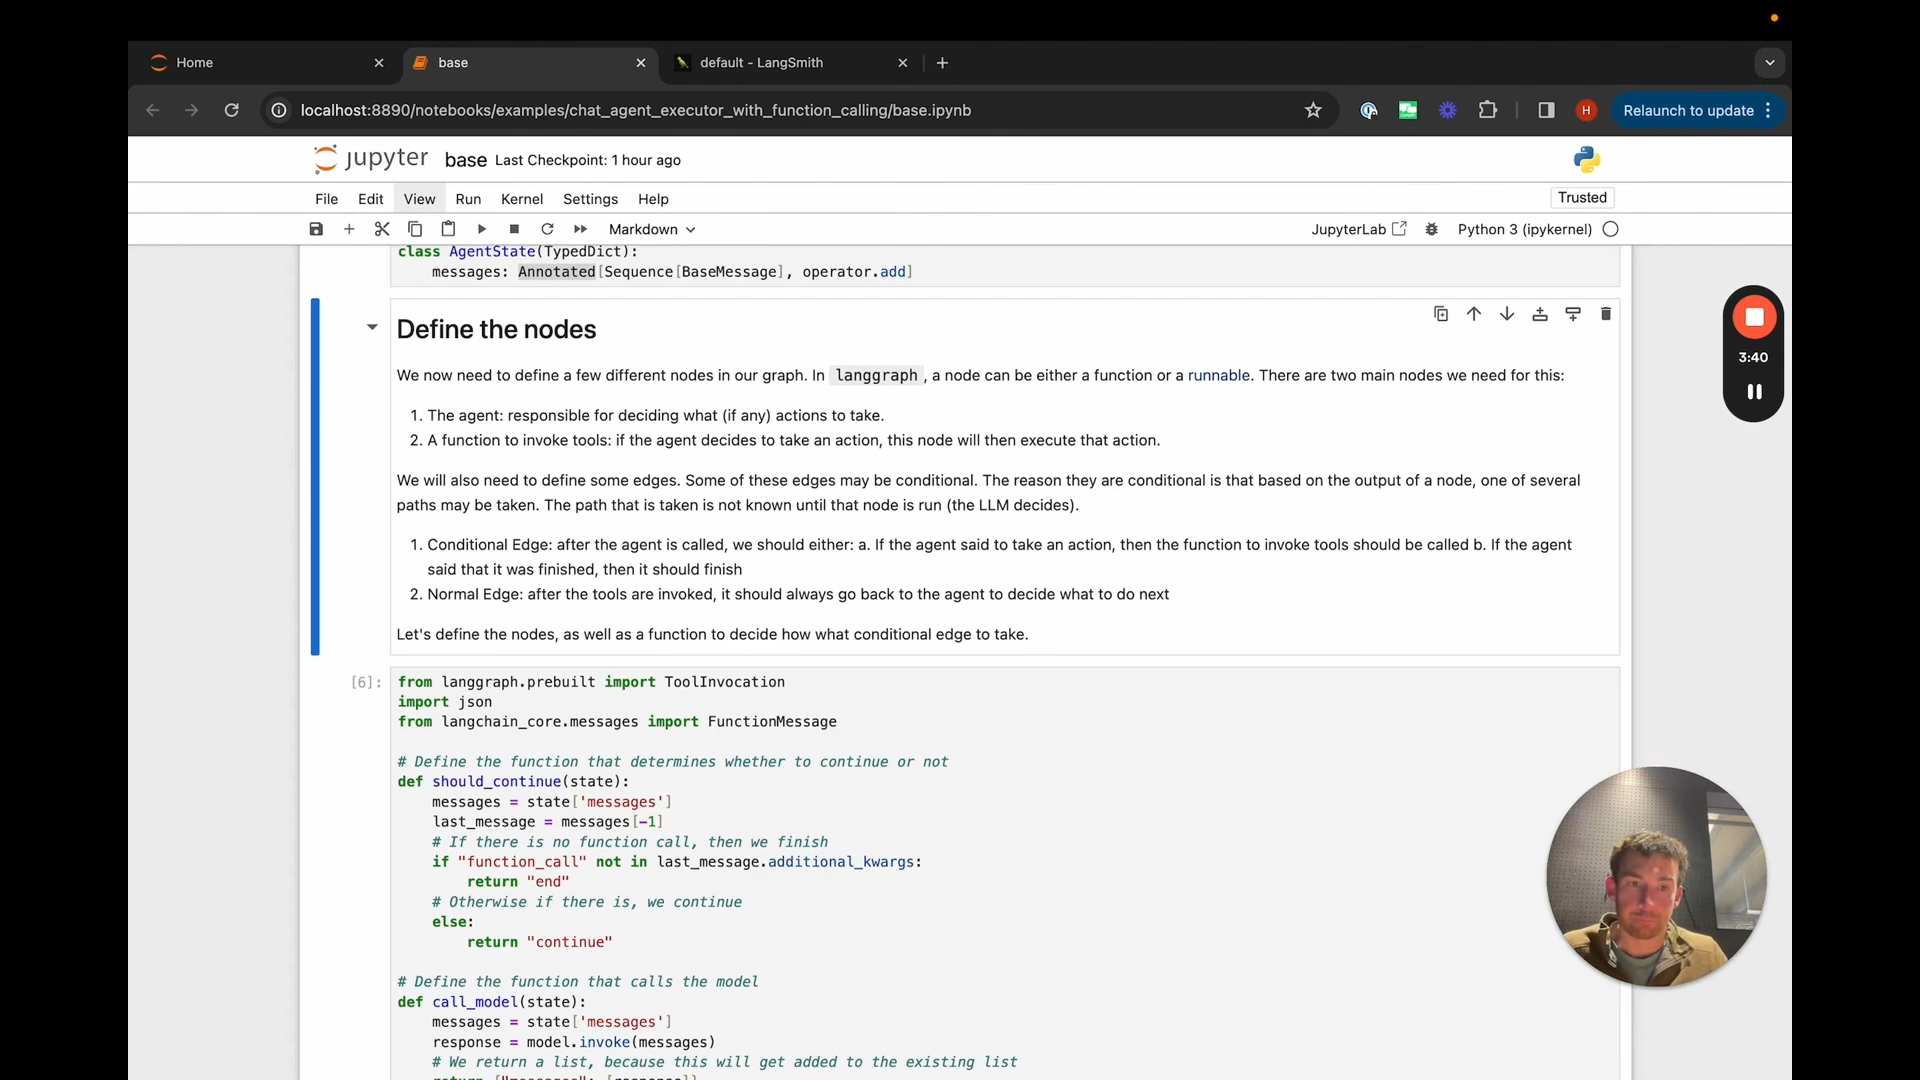 Home
base
default - LangSmith
localhost:8890/notebooks/examples/chat_agent_executor_with_function_calling/base.ipynb
H
Relaunch to update
jupyter base Last Checkpoint: 1 hour ago
File Edit View Run Kernel Settings Help
Trusted
Markdown
JupyterLab
Python 3 (ipykernel)
class AgentState(TypedDict):
messages: Annotated[Sequence[BaseMessage], operator.add]
Define the nodes
We now need to define a few different nodes in our graph. In langgraph , a node can be either a function or a runnable. There are two main nodes we need for this:
1. The agent: responsible for deciding what (if any) actions to take.
2. A function to invoke tools: if the agent decides to take an action, this node will then execute that action.
We will also need to define some edges. Some of these edges may be conditional. The reason they are conditional is that based on the output of a node, one of several
paths may be taken. The path that is taken is not known until that node is run (the LLM decides).
1. Conditional Edge: after the agent is called, we should either: a. If the agent said to take an action, then the function to invoke tools should be called b. If the agent
said that it was finished, then it should finish
2. Normal Edge: after the tools are invoked, it should always go back to the agent to decide what to do next
Let's define the nodes, as well as a function to decide how what conditional edge to take.
3:40
[6]:
from langgraph.prebuilt import ToolInvocation
import json
from langchain_core.messages import FunctionMessage
# Define the function that determines whether to continue or not
def should_continue(state):
messages = state['messages']
last_message = messages[-1]
# If there is no function call, then we finish
if "function_call" not in last_message.additional_kwargs:
return "end"
# Otherwise if there is, we continue
else:
return "continue"
# Define the function that calls the model
def call_model(state):
messages = state['messages']
response = model.invoke(messages)
# We return a list, because this will get added to the existing list
return {"messages": [response]}